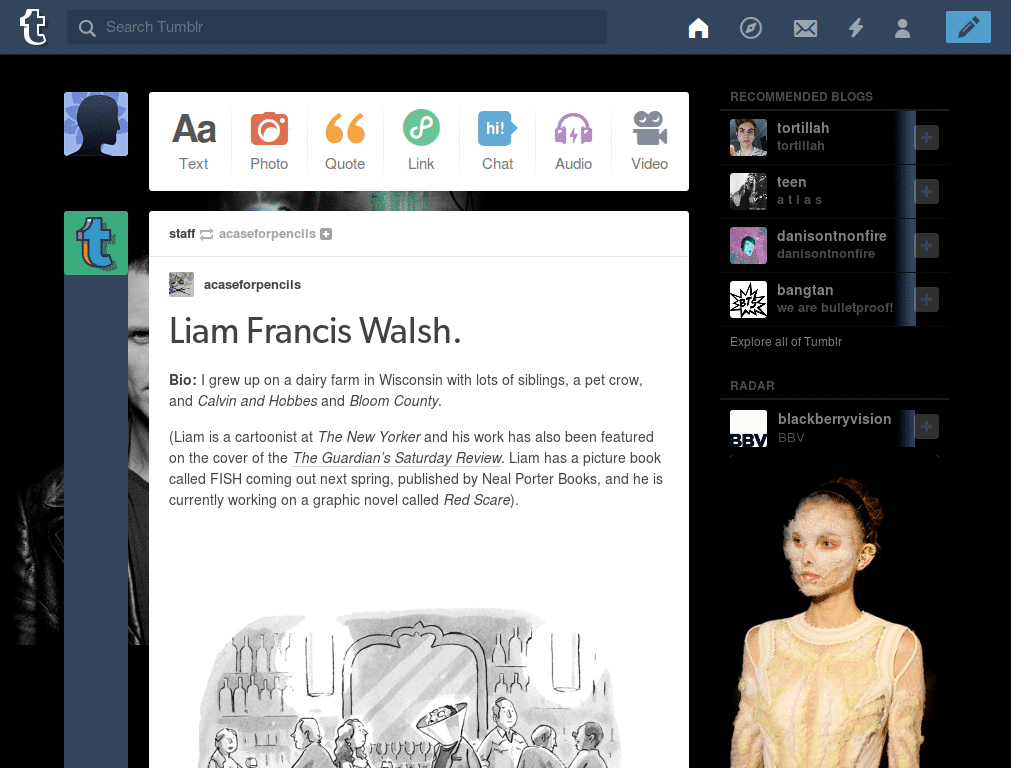 t
Search Tumblr
Aa
hi!
Text
Photo
Quote
Link
Chat
Audio
Video
t
staff acaseforpencils
acaseforpencils
Liam Francis Walsh.
Bio: I grew up on a dairy farm in Wisconsin with lots of siblings, a pet crow,
and Calvin and Hobbes and Bloom County.
(Liam is a cartoonist at The New Yorker and his work has also been featured
on the cover of the The Guardian’s Saturday Review. Liam has a picture book
called FISH coming out next spring, published by Neal Porter Books, and he is
currently working on a graphic novel called Red Scare).
RECOMMENDED BLOGS
tortillah
tortillah
teen
a t l a s
danisontnonfire
danisontnonfire
BTS
bangtan
we are bulletproof!
Explore all of Tumblr
RADAR
BBV
blackberryvision
BBV